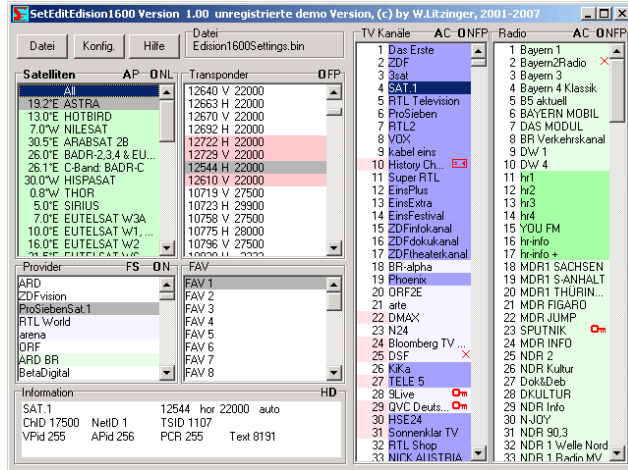 SetEditEdision1600 Version 1.00 unregistrierte demo Version, (c) by W.Litzinger, 2001-2007
Datei Konfig. Hilfe
Datei
Edision1600Settings.bin
Satelliten AP ONL
All
19.2°E ASTRA
13.0°E HOTBIRD
7.0°W NILESAT
30.5°E ARABSAT 2B
26.0°E BADR-2,3,4 & EU...
26.1°E C-Band: BADR-C
30.0°W HISPASAT
0.8°W THOR
5.0°E SIRIUS
7.0°E EUTELSAT W3A
10.0°E EUTELSAT W1, ...
16.0°E EUTELSAT W2
Transponder OFP
12640 V 22000
12663 H 22000
12670 V 22000
12692 H 22000
12722 H 22000
12729 V 22000
12544 H 22000
12610 V 22000
10719 V 27500
10723 H 29900
10758 V 27500
10775 H 28000
10796 V 27500
Provider FS ON
ARD
ZDFvision
ProSiebenSat.1
RTL World
arena
ORF
ARD BR
BetaDigital
FAV
FAV 1
FAV 2
FAV 3
FAV 4
FAV 5
FAV 6
FAV 7
FAV 8
Information HD
SAT.1 12544 hor 22000 auto
ChID 17500 NetID 1 TSID 1107
VPid 255 APid 256 PCR 255 Text 8191
TV Kanäle AC ONFP
1 Das Erste
2 ZDF
3 3sat
4 SAT.1
5 RTL Television
6 ProSieben
7 RTL2
8 VOX
9 kabel eins
10 History Ch...
11 Super RTL
12 EinsPlus
13 EinsExtra
14 EinsFestival
15 ZDFinfokanal
16 ZDFdokukanal
17 ZDFtheaterkanal
18 BR-alpha
19 Phoenix
20 ORF2E
21 arte
22 DMAX
23 N24
24 Bloomberg TV ...
25 DSF
26 KiKa
27 TELE 5
28 9Live
29 QVC Deuts...
30 HSE24
31 Sonnenklar TV
32 RTL Shop
33 NICK AUSTRIA
Radio AC ONFP
1 Bayern 1
2 Bayern2Radio
3 Bayern 3
4 Bayern 4 Klassik
5 B5 aktuell
6 BAYERN MOBIL
7 DAS MODUL
8 BR Verkehrskanal
9 DW 1
10 DW 4
11 hr1
12 hr2
13 hr3
14 hr4
15 YOU FM
16 hr-info
17 hr-info +
18 MDR1 SACHSEN
19 MDR1 S-ANHALT
20 MDR1 THÜRIN...
21 MDR FIGARO
22 MDR JUMP
23 SPUTNIK
24 MDR INFO
25 NDR 2
26 NDR Kultur
27 Dok&Deb
28 DKULTUR
29 NDR Info
30 N-JOY
31 NDR 90,3
32 NDR 1 Welle Nord
33 NDR 1 Radio MV